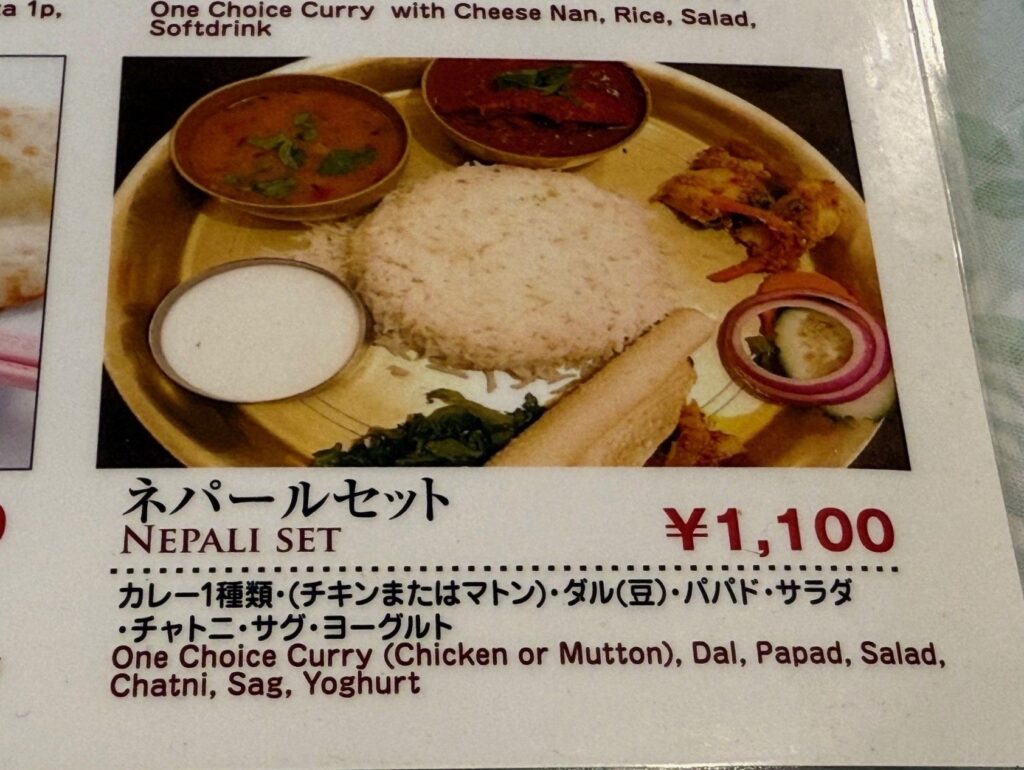 ta 1p,
One Choice Curry with Cheese Nan, Rice, Salad,
Softdrink
ネパールセット
NEPALI SET
¥1,100
カレー1種類・(チキンまたはマトン)・ダル(豆)・パパド・サラダ
・チャトニ・サグ・ヨーグルト
One Choice Curry (Chicken or Mutton), Dal, Papad, Salad,
Chatni, Sag, Yoghurt